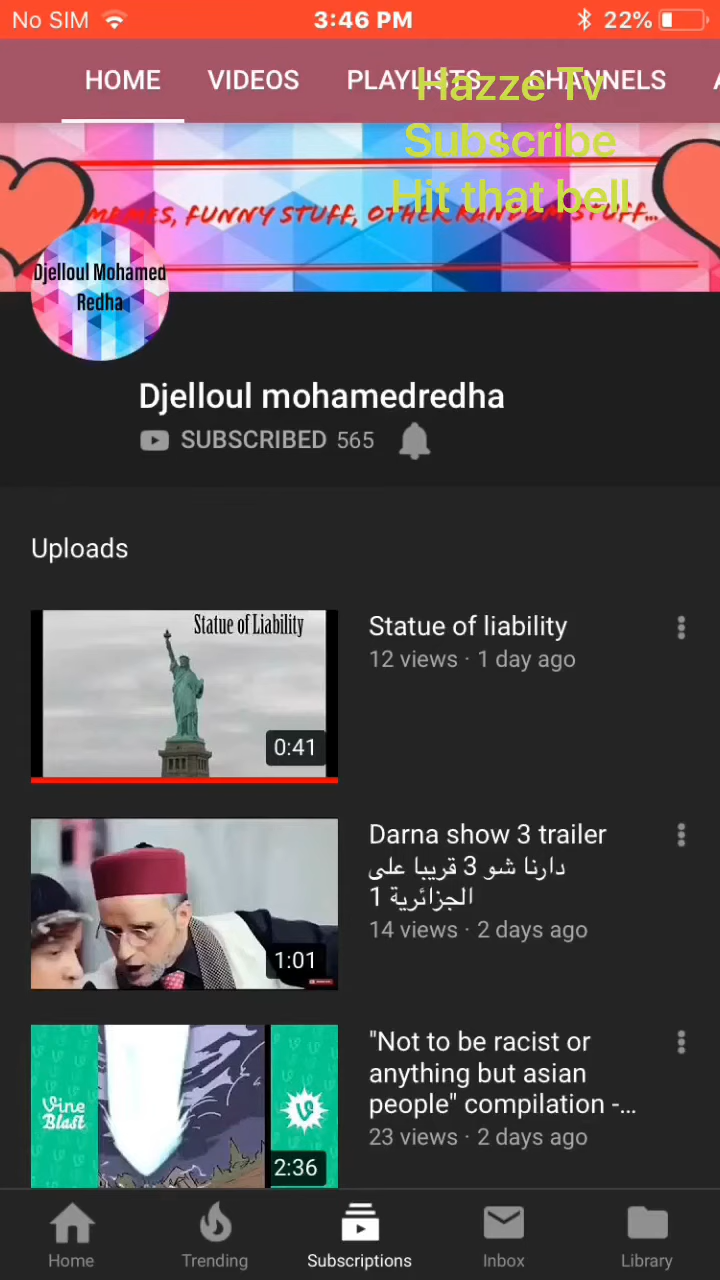 No SIM 3:46 PM 22%
HOME VIDEOS PLAYLISTS CHANNELS A
Hazze Tv
Subscribe
Hit that bell
MEMES, FUNNY STUFF, OTHER RANDOM STUFF...
Djelloul Mohamed
Redha
Djelloul mohamedredha
SUBSCRIBED 565
Uploads
Statue of Liability
0:41
Statue of liability
12 views · 1 day ago
1:01
Darna show 3 trailer
دارنا شو 3 قريبا على
الجزائرية 1
14 views · 2 days ago
Vine
Blast
2:36
"Not to be racist or
anything but asian
people" compilation -...
23 views · 2 days ago
Home Trending Subscriptions Inbox Library